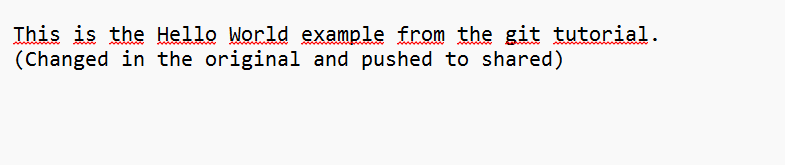 This is the Hello World example from the git tutorial.
(Changed in the original and pushed to shared)